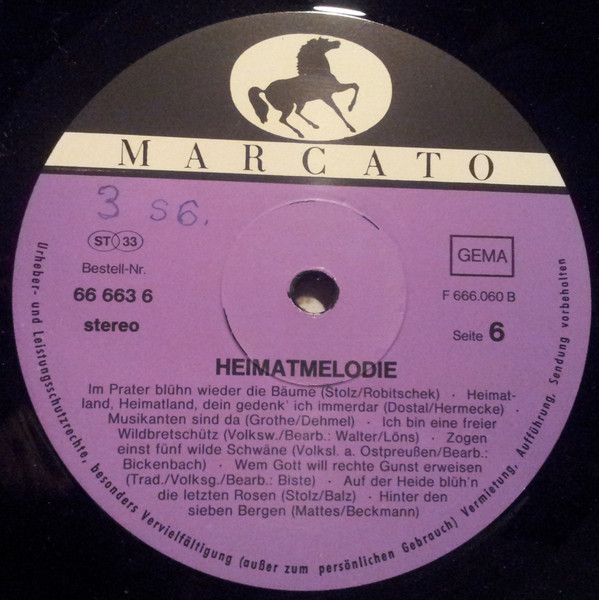 MARCATO
3 S6.
ST 33
GEMA
Bestell-Nr.
66 663 6
F 666.060 B
stereo
Seite 6
HEIMATMELODIE
Im Prater blühn wieder die Bäume (Stolz/Robitschek) · Heimat-
land, Heimatland, dein gedenk' ich immerdar (Dostal/Hermecke) ·
Musikanten sind da (Grothe/Dehmel) · Ich bin eine freier
Wildbretschütz (Volksw./Bearb.: Walter/Löns) · Zogen
einst fünf wilde Schwäne (Volksl. a. Ostpreußen/Bearb.:
Bickenbach) · Wem Gott will rechte Gunst erweisen
(Trad./Volksg./Bearb.: Biste) · Auf der Heide blüh'n
die letzten Rosen (Stolz/Balz) · Hinter den
sieben Bergen (Mattes/Beckmann)
Urheber- und Leistungsschutzrechte, besonders Vervielfältigung (außer zum persönlichen Gebrauch) Vermietung, Aufführung, Sendung vorbehalten